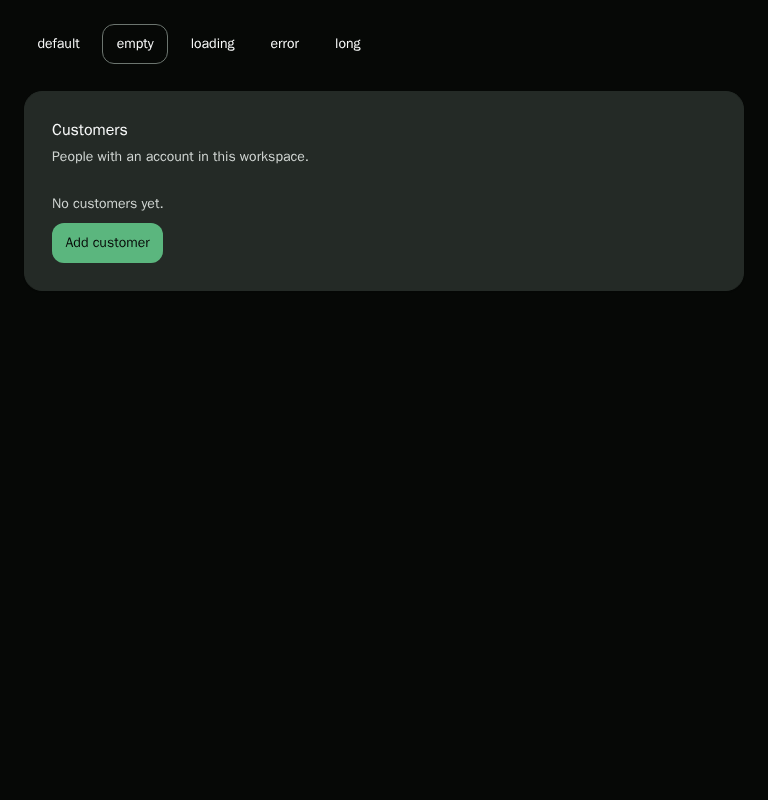 default empty loading error long
Customers
People with an account in this workspace.
No customers yet.
Add customer